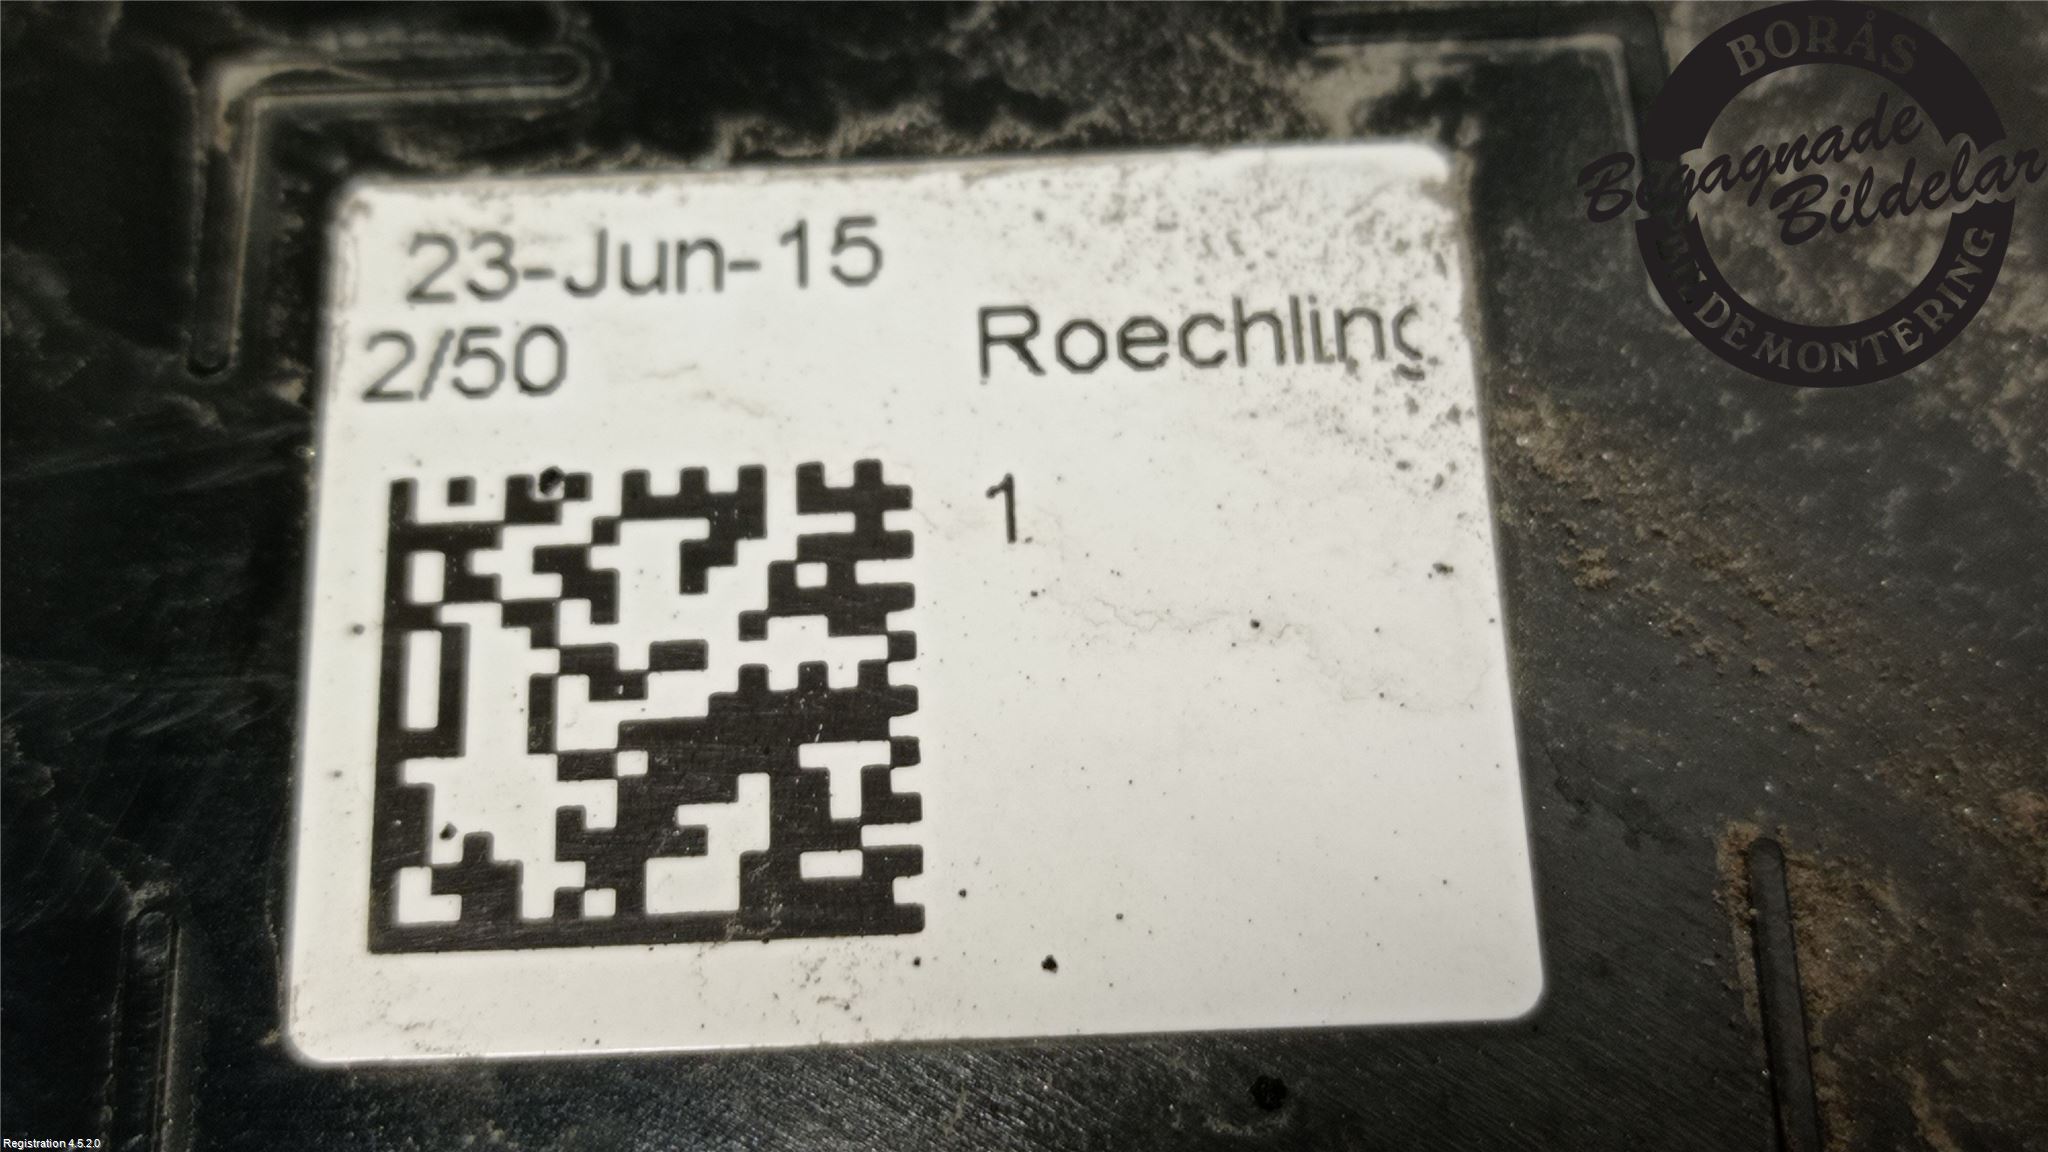 BORÅS
Begagnade
Bildelar
BILDEMONTERING
23-Jun-15
2/50
Roechling
1
Registration 4.5.2.0